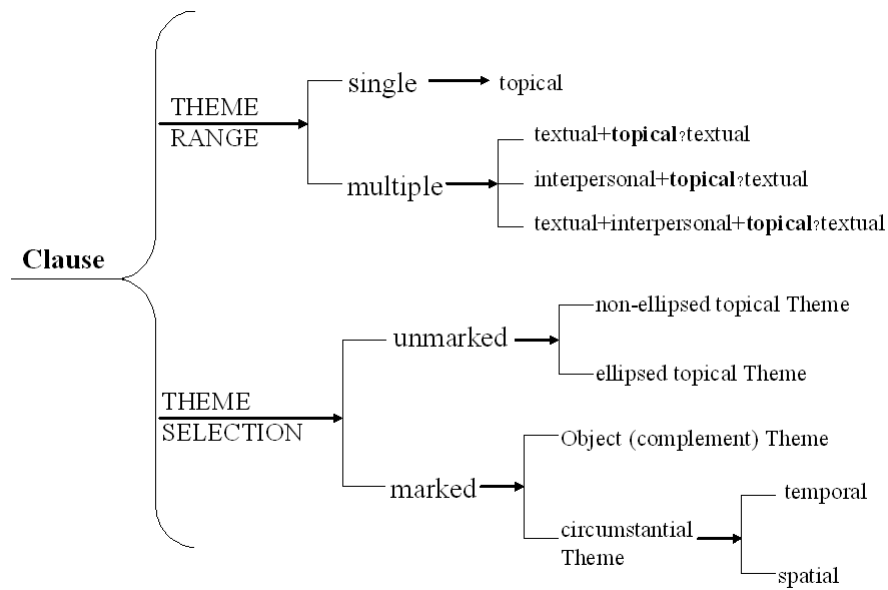 Clause
THEME
RANGE
single
topical
multiple
textual+topical?textual
interpersonal+topical?textual
textual+interpersonal+topical?textual
THEME
SELECTION
unmarked
non-ellipsed topical Theme
ellipsed topical Theme
marked
Object (complement) Theme
circumstantial
Theme
temporal
spatial